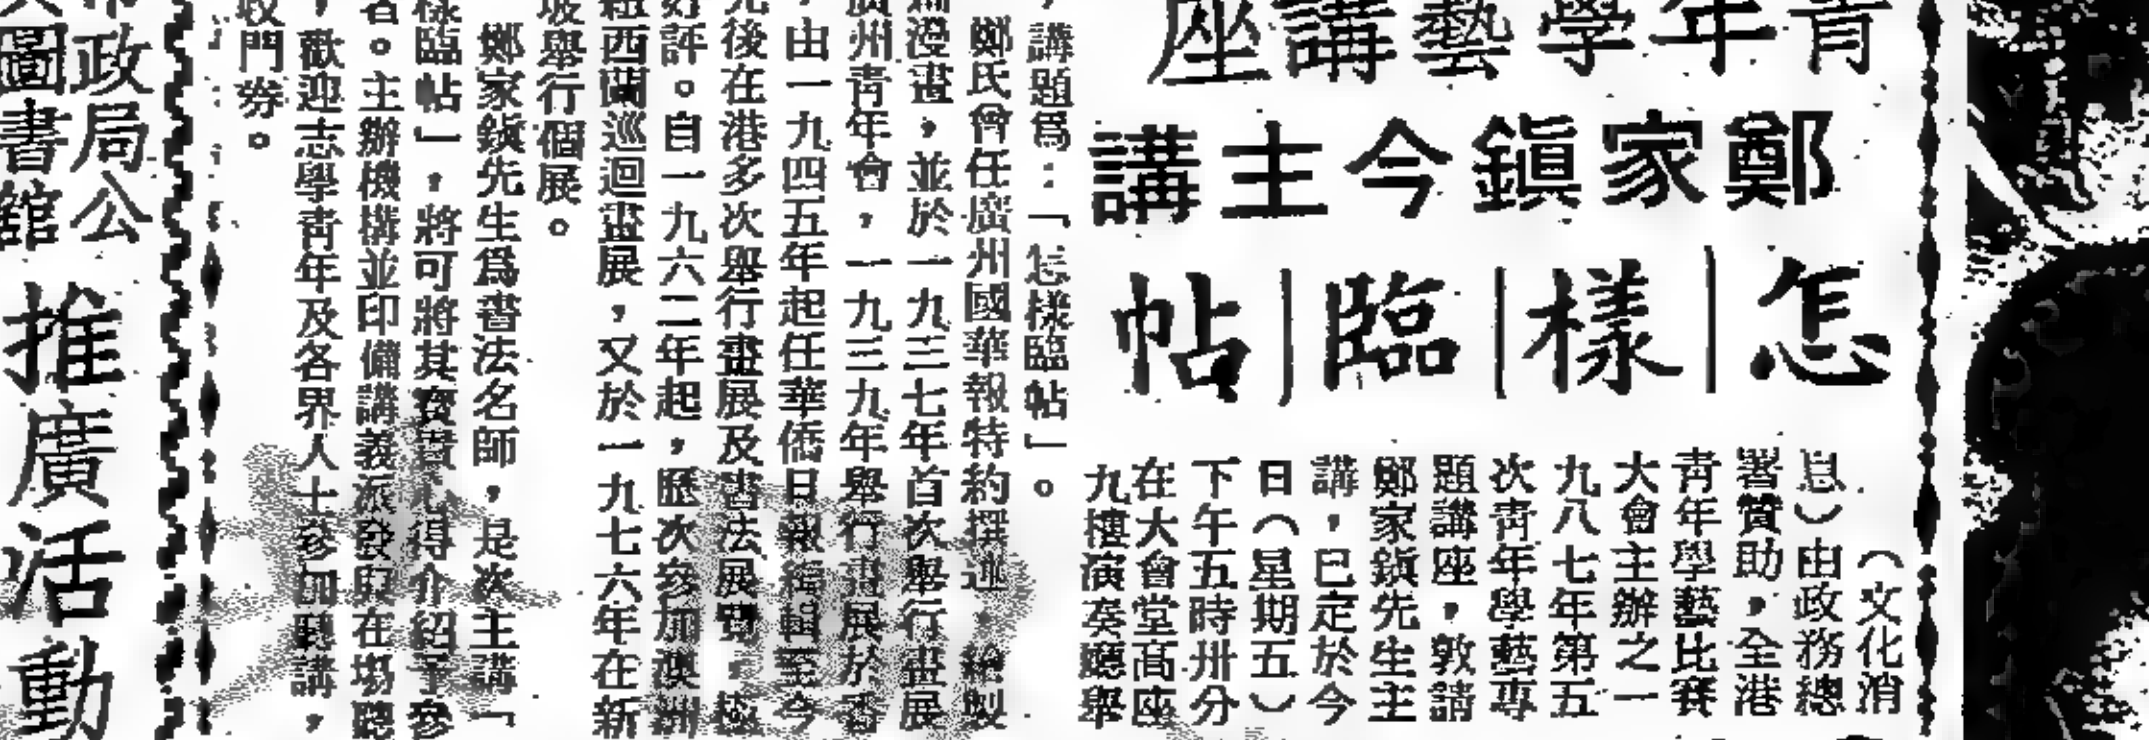 青年學藝講座
鄭家鎭今主講
怎樣臨帖
（文化消
息）由政務總
署贊助，全港
青年學藝比賽
大會主辦之一
九八七年第五
次青年學藝專
題講座，敦請
鄭家鎮先生主
講，已定於今
日（星期五）
下午五時卅分
在大會堂高座
九樓演奏廳舉
，講題爲：「怎樣臨帖」。
鄭氏曾任廣州國華報特約撰述，繪製
漫畫，並於一九三七年首次舉行畫展
廣州青年會，一九三九年舉行畫展於香
，由一九四五年起任華僑日報編輯至今
先後在港多次舉行畫展及書法展覽，極
好評。自一九六二年起，歷次參加澳洲
紐西蘭巡迴畫展，又於一九七六年在新
坡舉行個展。
鄭家鎮先生爲書法名師，是次主講「
樣臨帖」，將可將其寶貴心得介紹予參
者。主辦機構並印備講義派發與在場聽
，歡迎志學青年及各界人士參加聽講，
收門券。
市政局公
共圖書館
推廣活動